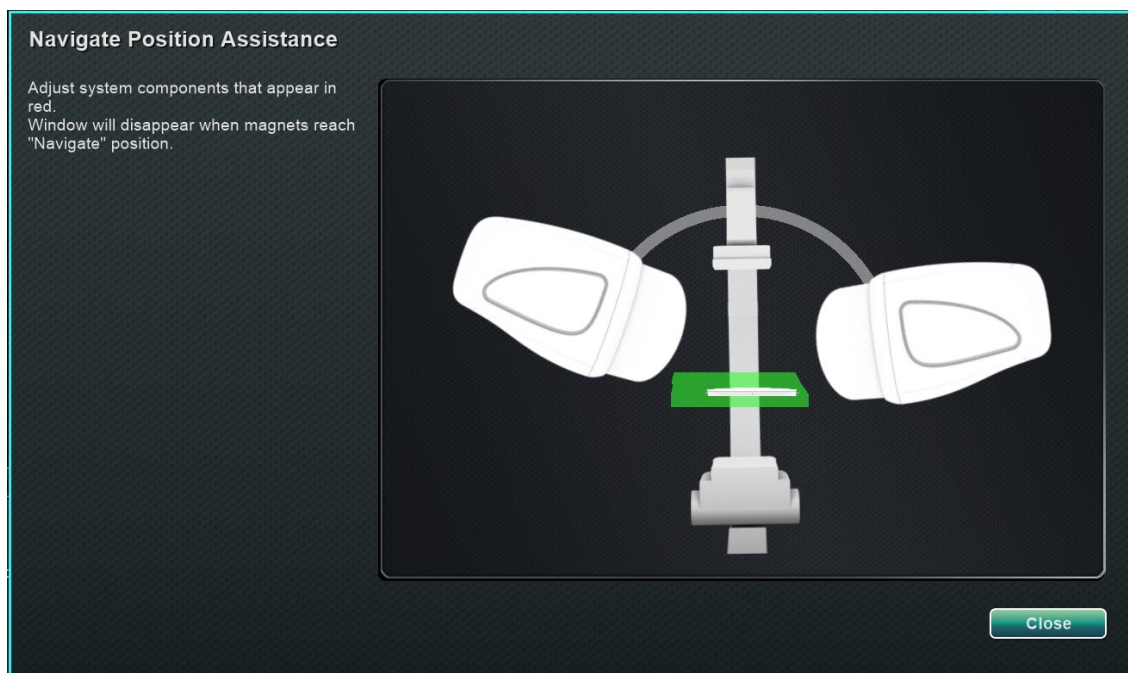 Navigate Position Assistance
Adjust system components that appear in
red.
Window will disappear when magnets reach
"Navigate" position.
Close